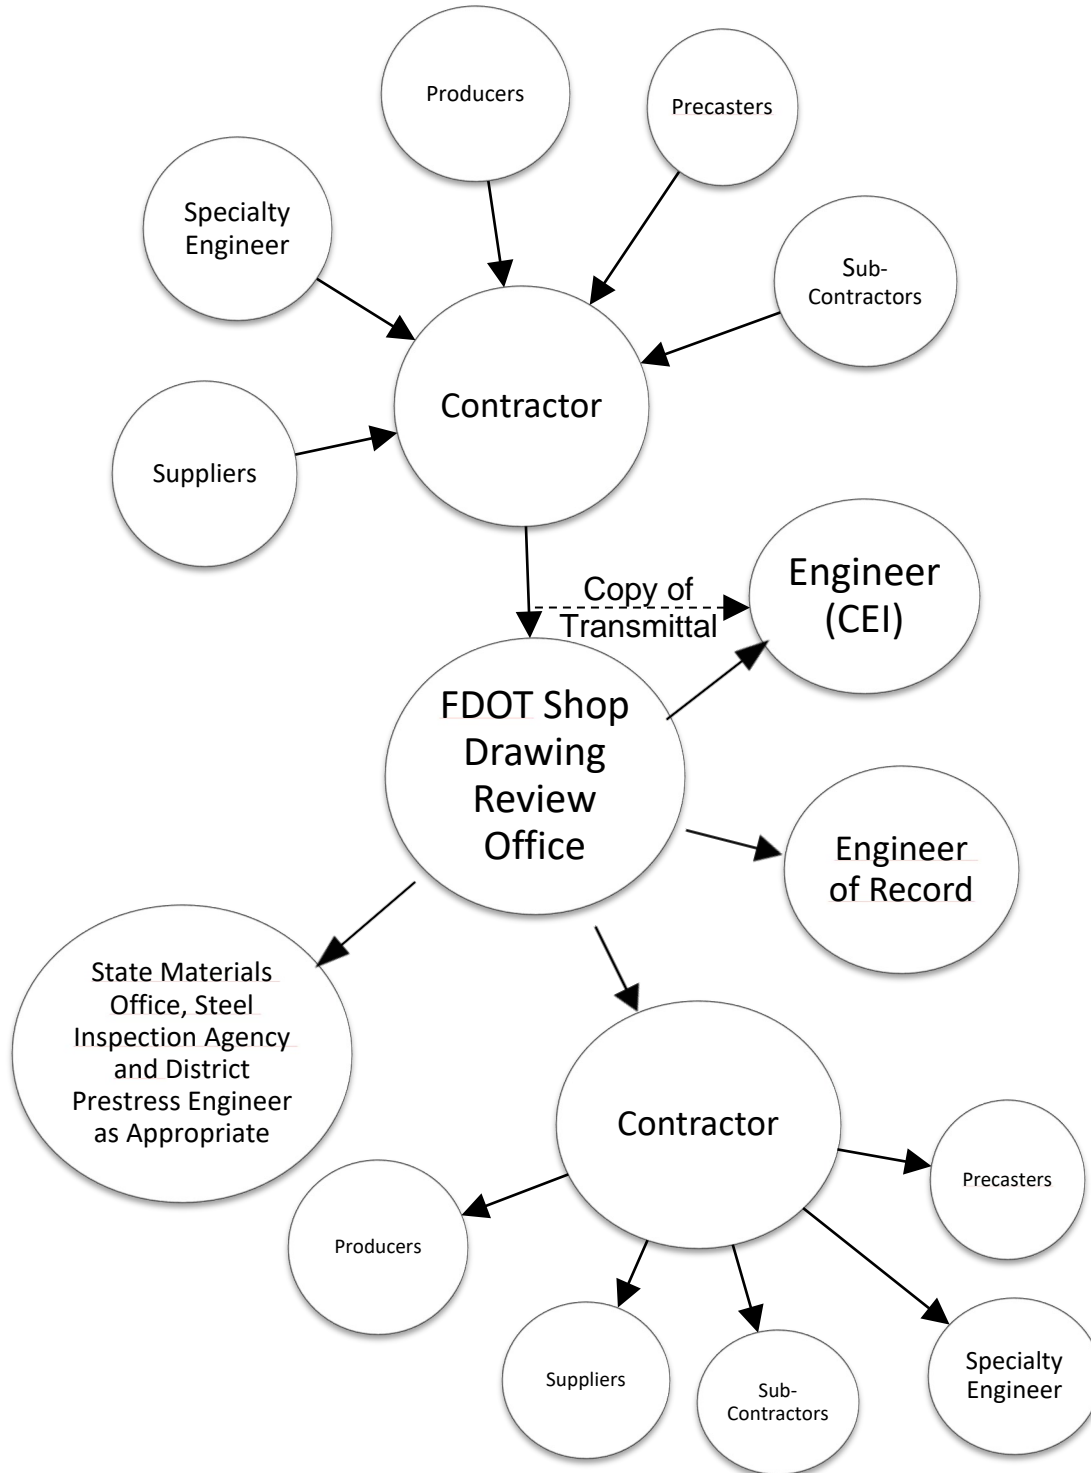 Producers
Precasters
Specialty
Engineer
Sub-
Contractors
Contractor
Suppliers
Copy of
Transmittal
Engineer
(CEI)
FDOT Shop
Drawing
Review
Office
Engineer
of Record
State Materials
Office, Steel
Inspection Agency
and District
Prestress Engineer
as Appropriate
Contractor
Precasters
Producers
Suppliers
Sub-
Contractors
Specialty
Engineer